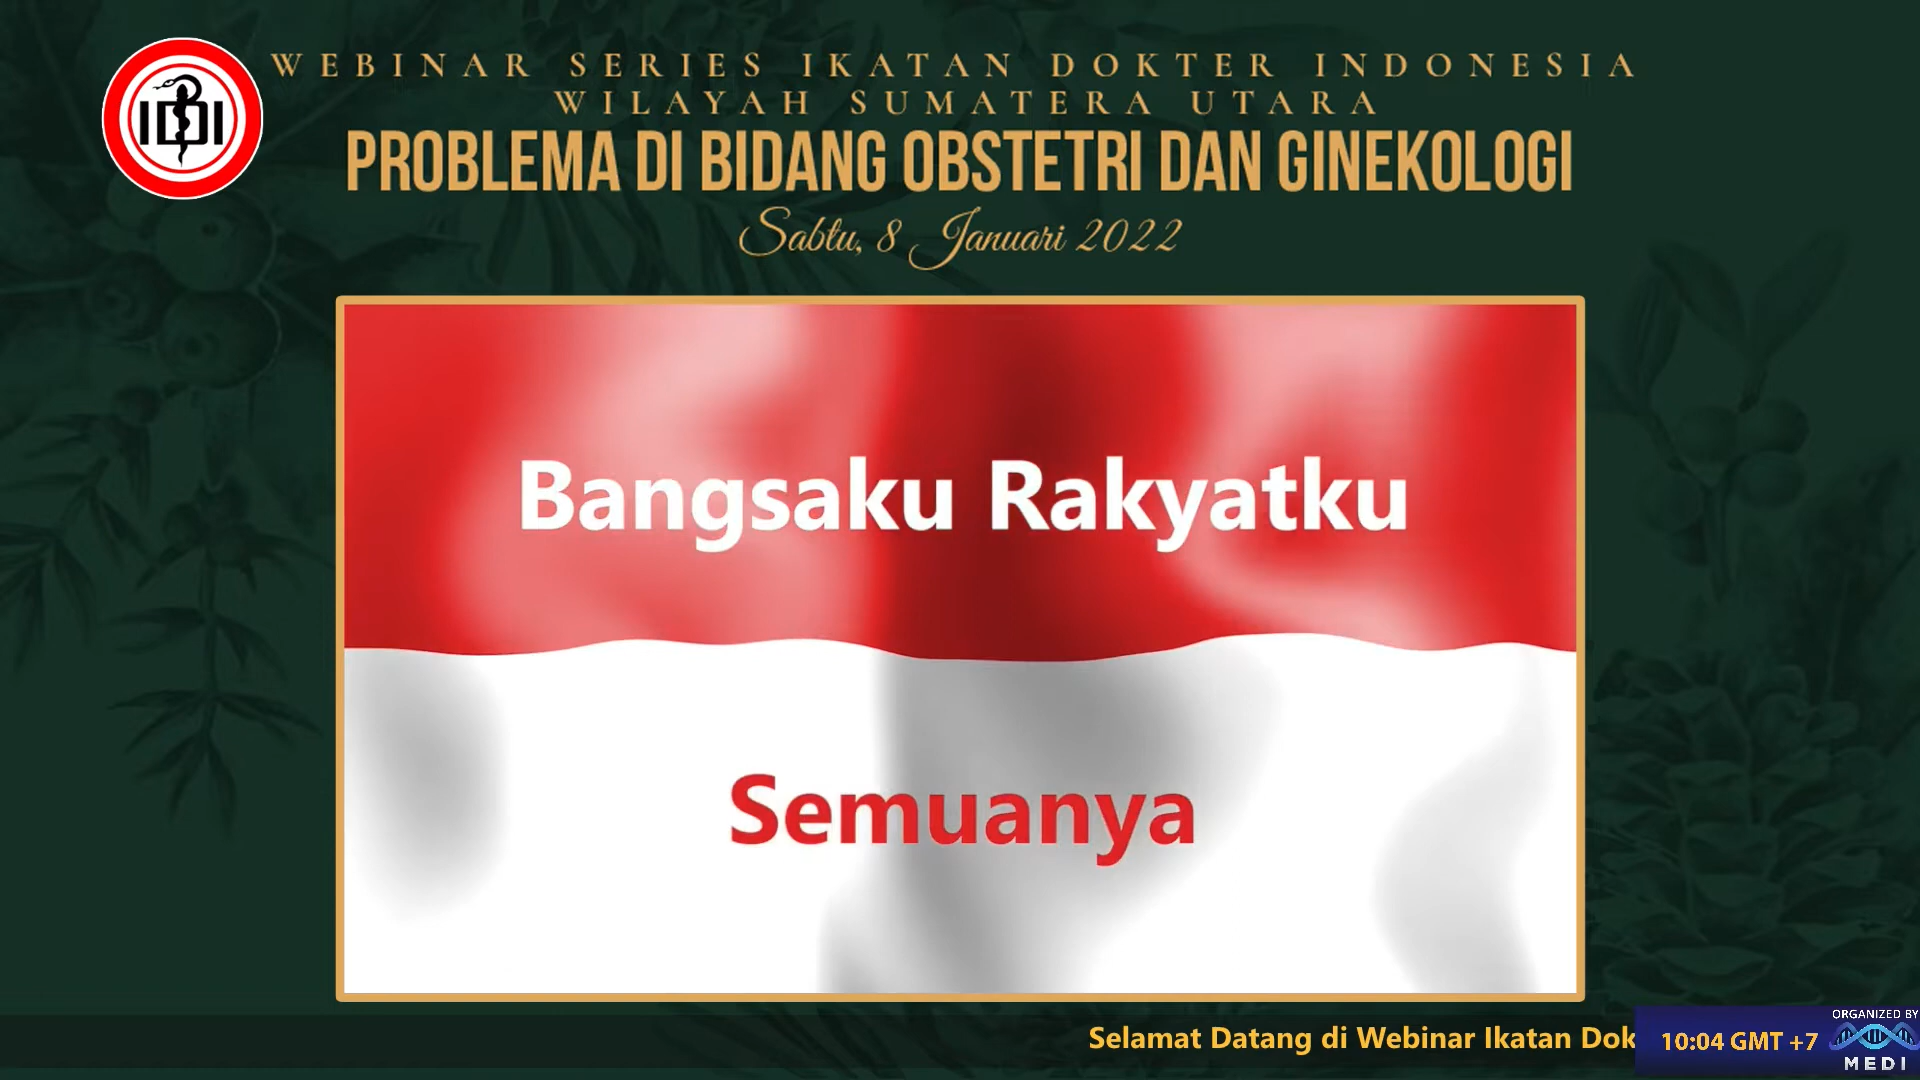 IDI
WEBINAR SERIES IKATAN DOKTER INDONESIA
WILAYAH SUMATERA UTARA
PROBLEMA DI BIDANG OBSTETRI DAN GINEKOLOGI
Sabtu, 8 Januari 2022
Bangsaku Rakyatku
Semuanya
Selamat Datang di Webinar Ikatan Dok
10:04 GMT +7
ORGANIZED BY
MEDI